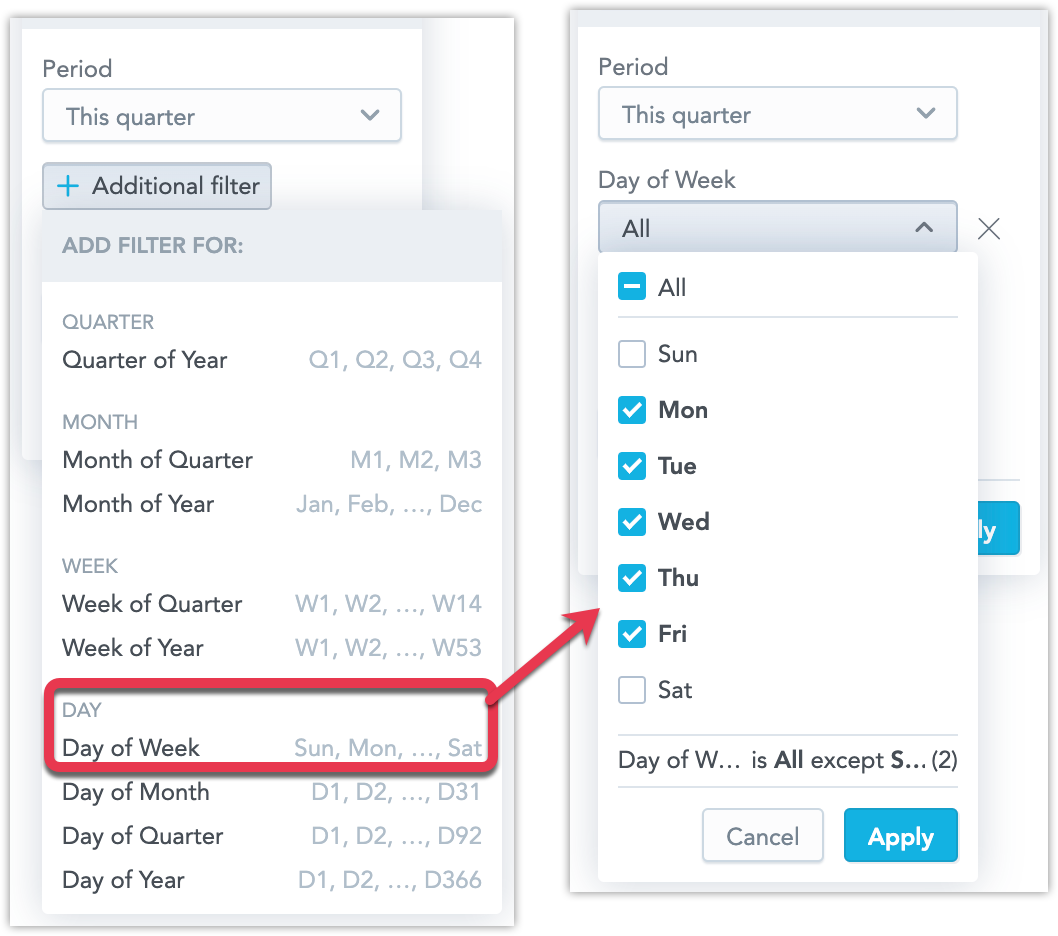 Period
This quarter
+ Additional filter
ADD FILTER FOR:
QUARTER
Quarter of Year Q1, Q2, Q3, Q4
MONTH
Month of Quarter M1, M2, M3
Month of Year Jan, Feb, ..., Dec
WEEK
Week of Quarter W1, W2, ..., W14
Week of Year W1, W2, ..., W53
DAY
Day of Week Sun, Mon, ..., Sat
Day of Month D1, D2, ..., D31
Day of Quarter D1, D2, ..., D92
Day of Year D1, D2, ..., D366
Period
This quarter
Day of Week
All
All
Sun
Mon
Tue
Wed
Thu
Fri
Sat
Day of W... is All except S... (2)
Cancel Apply
ly